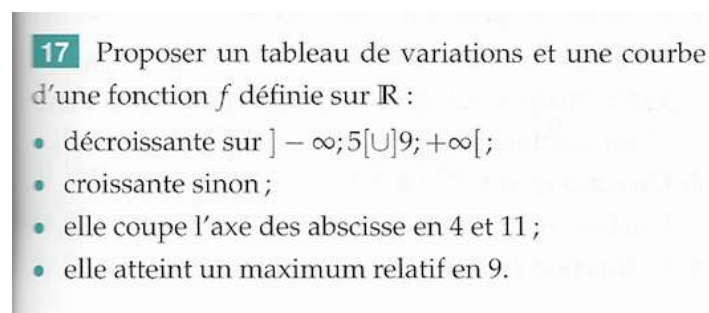 17 Proposer un tableau de variations et une courbe
d'une fonction f définie sur ℝ :
• décroissante sur ] − ∞; 5[∪]9; +∞[ ;
• croissante sinon ;
• elle coupe l'axe des abscisse en 4 et 11 ;
• elle atteint un maximum relatif en 9.